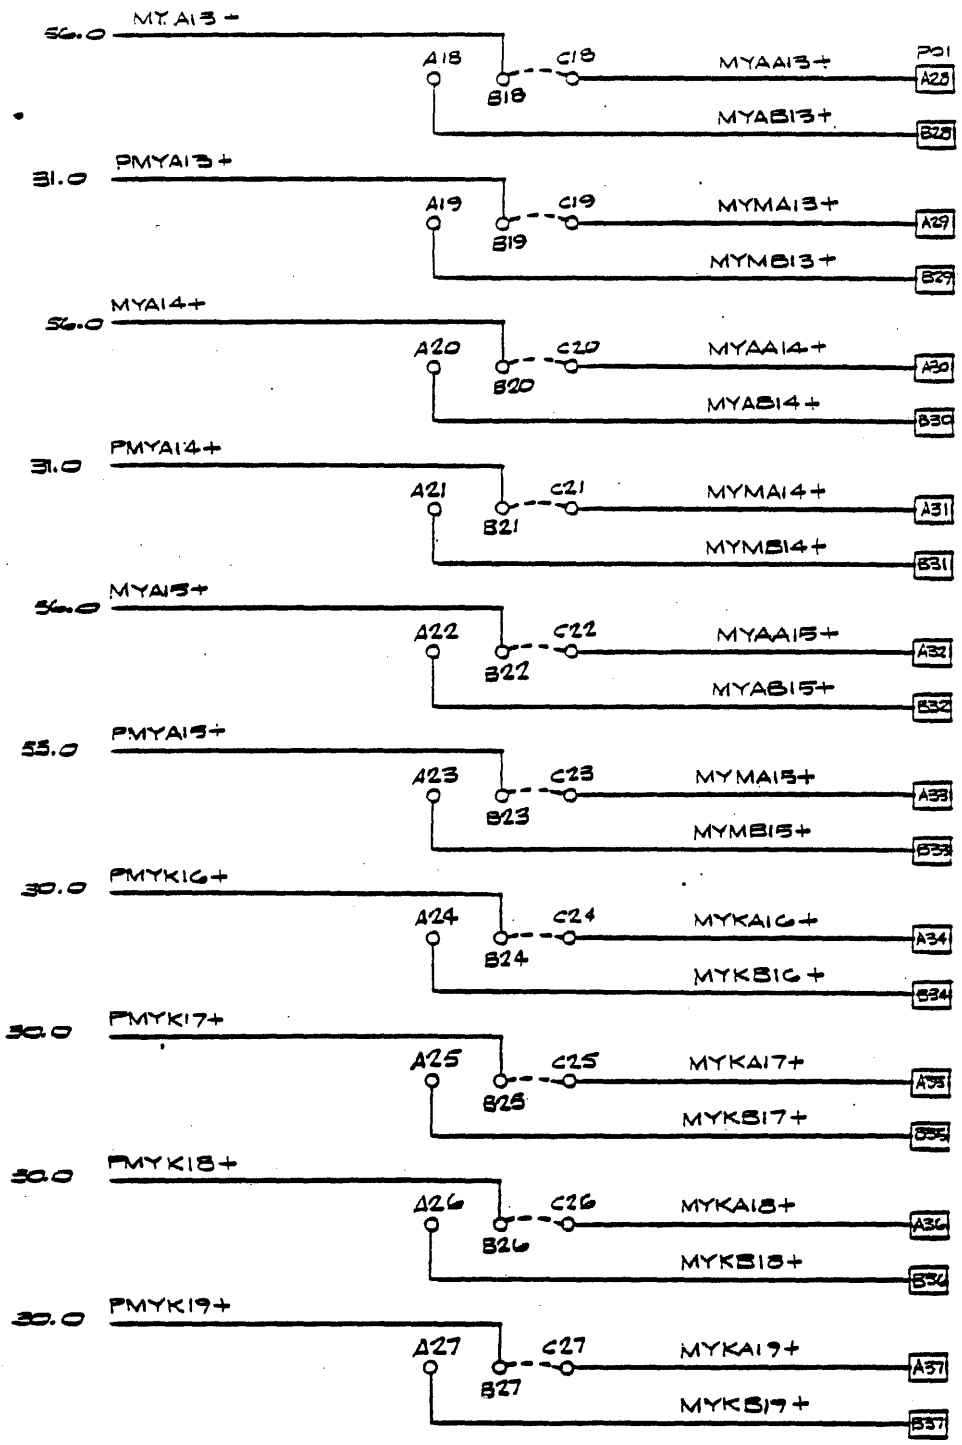 MYA13+
56.0
A18 C18 MYAA13+ P01
A28
B18
MYAB13+ B28
PMYA13+
31.0
A19 C19 MYMA13+ A29
B19
MYMB13+ B29
MYA14+
56.0
A20 C20 MYAA14+ A30
B20
MYAB14+ B30
PMYA14+
31.0
A21 C21 MYMA14+ A31
B21
MYMB14+ B31
MYA15+
56.0
A22 C22 MYAA15+ A32
B22
MYAB15+ B32
PMYA15+
55.0
A23 C23 MYMA15+ A33
B23
MYMB15+ B33
PMYK16+
30.0
A24 C24 MYKA16+ A34
B24
MYKB16+ B34
PMYK17+
30.0
A25 C25 MYKA17+ A35
B25
MYKB17+ B35
PMYK18+
30.0
A26 C26 MYKA18+ A36
B26
MYKB18+ B36
PMYK19+
30.0
A27 C27 MYKA19+ A37
B27
MYKB19+ B37